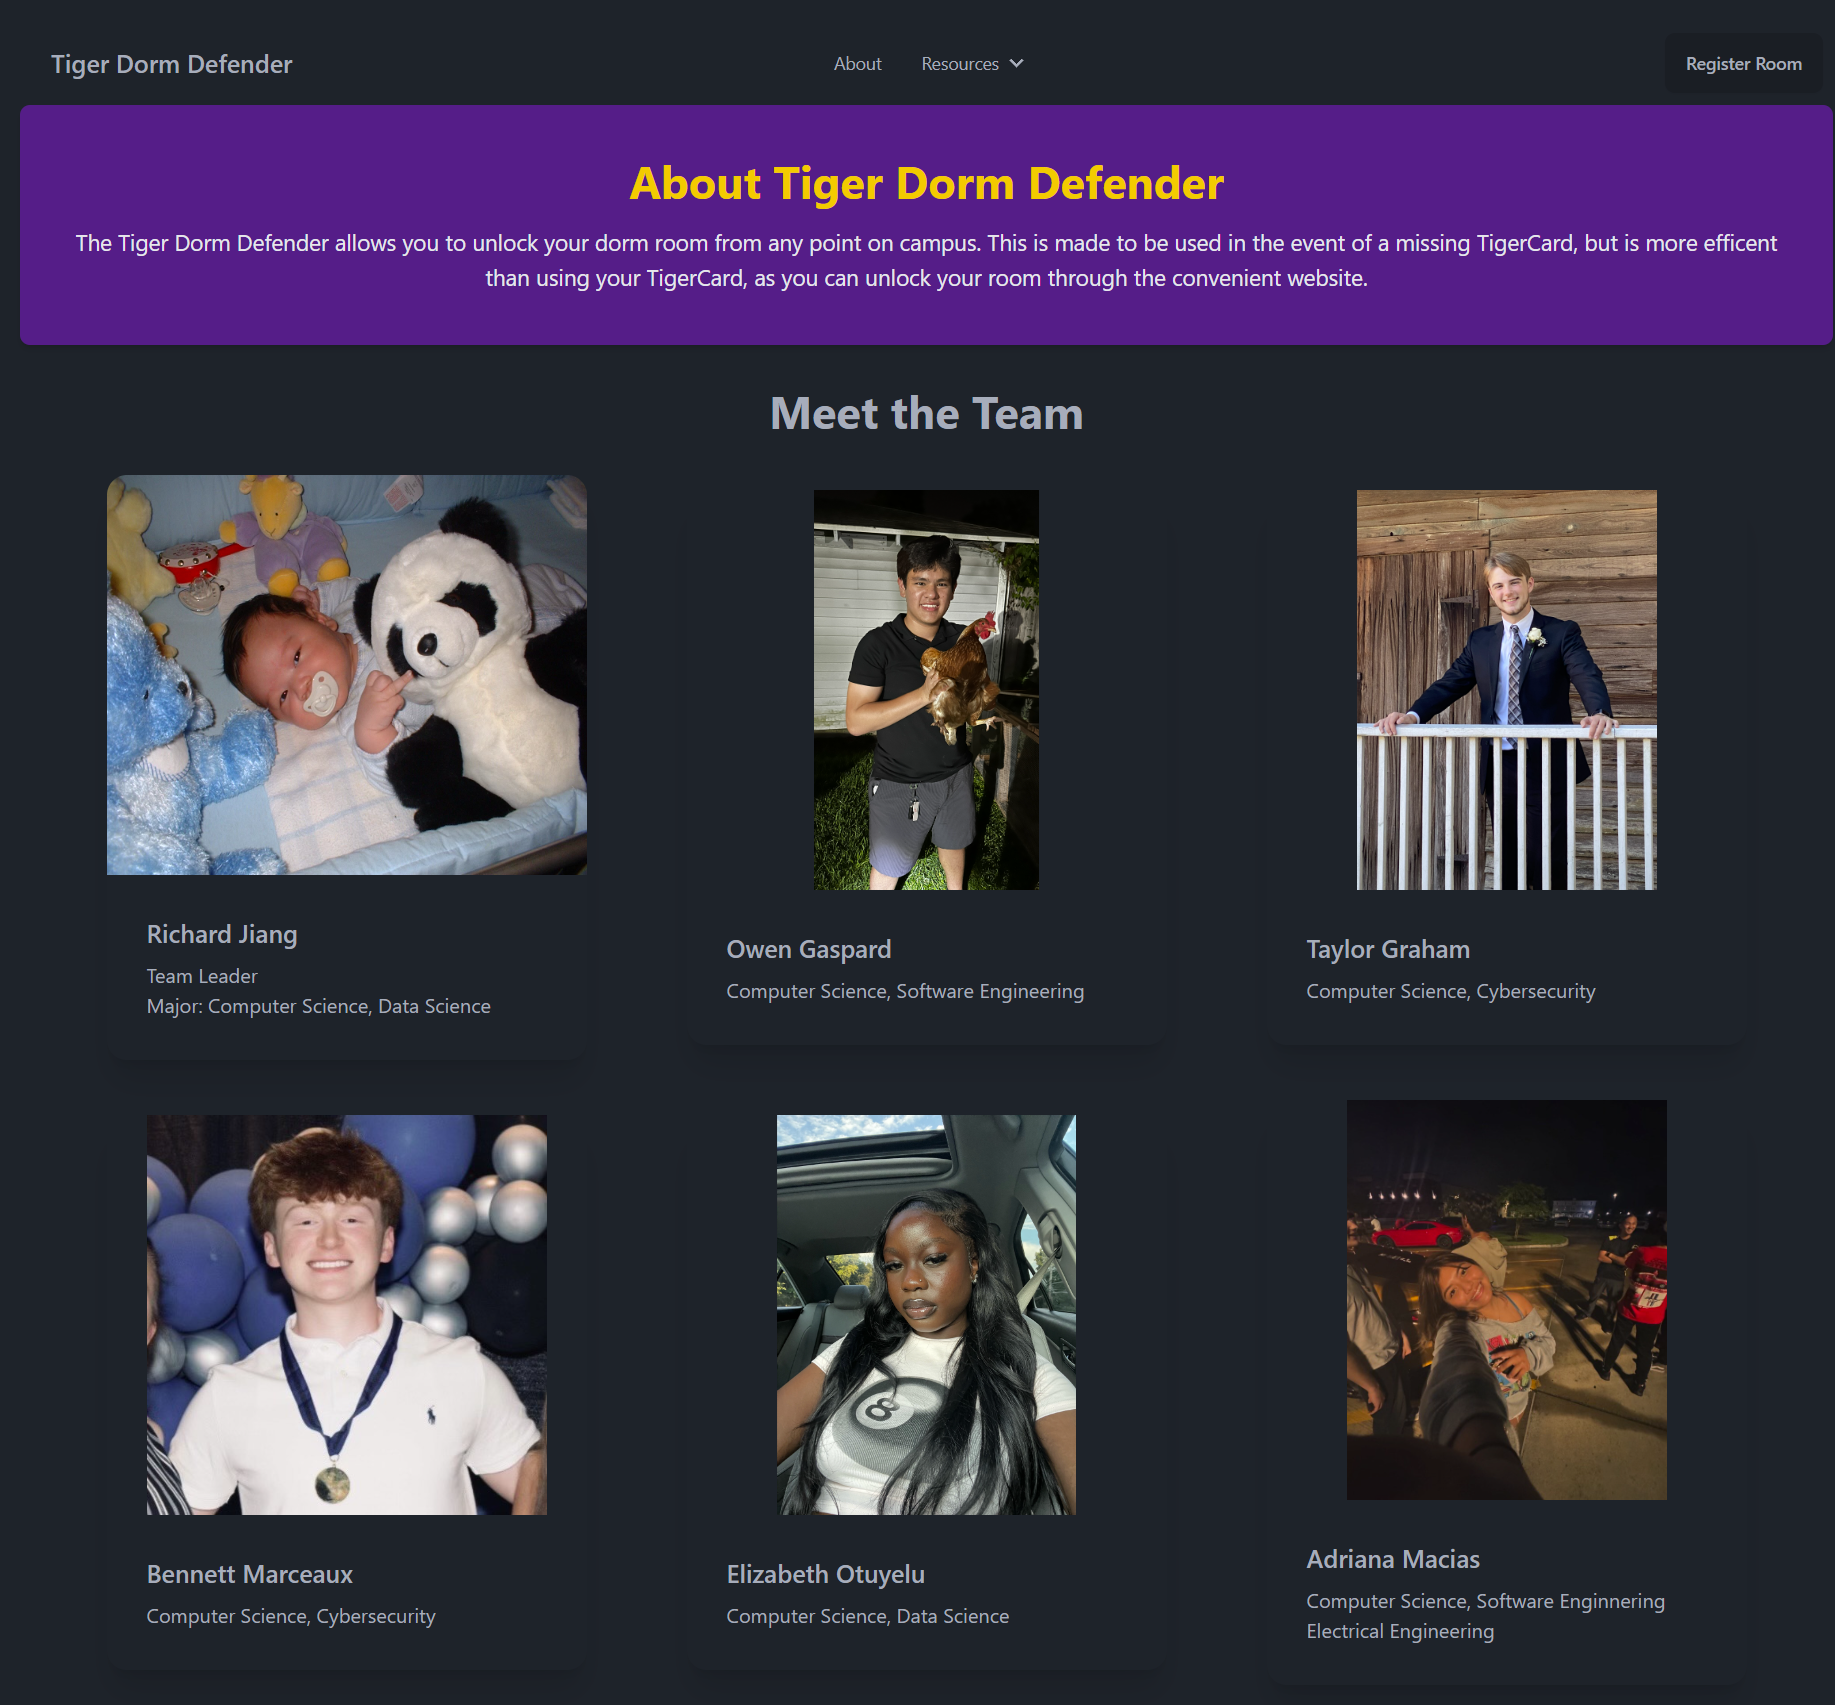 Tiger Dorm Defender
About
Resources
Register Room
About Tiger Dorm Defender
The Tiger Dorm Defender allows you to unlock your dorm room from any point on campus. This is made to be used in the event of a missing TigerCard, but is more efficent
than using your TigerCard, as you can unlock your room through the convenient website.
Meet the Team
Richard Jiang
Team Leader
Major: Computer Science, Data Science
Owen Gaspard
Computer Science, Software Engineering
Taylor Graham
Computer Science, Cybersecurity
8
Bennett Marceaux
Computer Science, Cybersecurity
Elizabeth Otuyelu
Computer Science, Data Science
Adriana Macias
Computer Science, Software Enginnering
Electrical Engineering